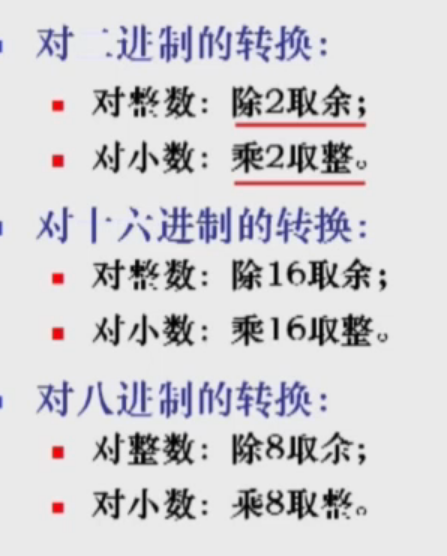 对二进制的转换：
对整数：除2取余；
对小数：乘2取整。
对十六进制的转换：
对整数：除16取余；
对小数：乘16取整。
对八进制的转换：
对整数：除8取余；
对小数：乘8取整。